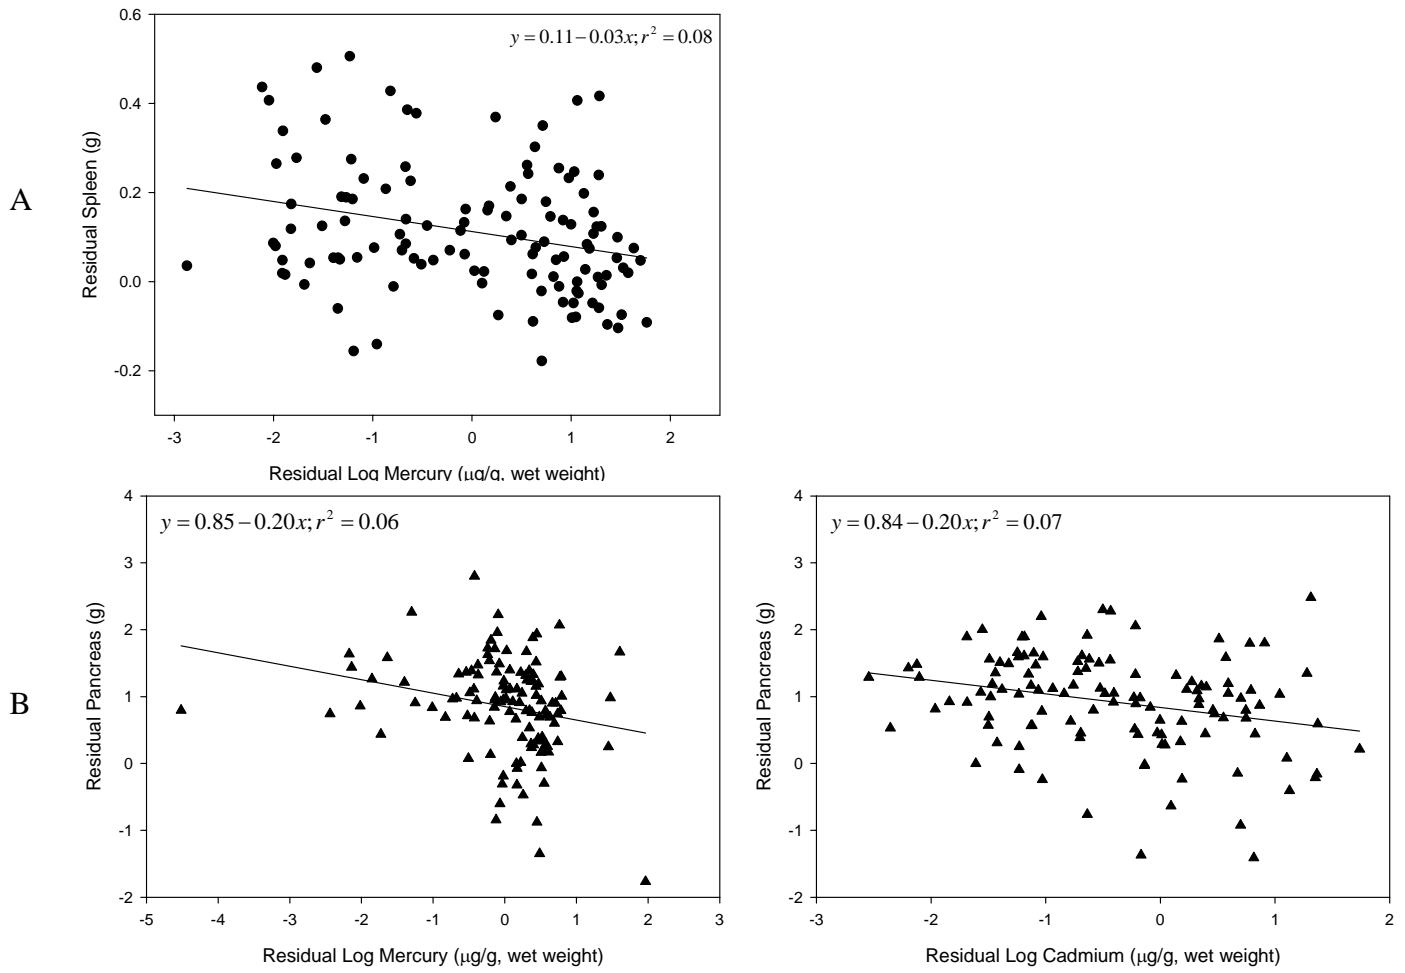 A
y = 0.11 − 0.03x; r² = 0.08
Residual Spleen (g)
0.6
0.4
0.2
0.0
-0.2
-3 -2 -1 0 1 2
Residual Log Mercury (μg/g, wet weight)
B
y = 0.85 − 0.20x; r² = 0.06
Residual Pancreas (g)
4
3
2
1
0
-1
-2
-5 -4 -3 -2 -1 0 1 2 3
Residual Log Mercury (μg/g, wet weight)
y = 0.84 − 0.20x; r² = 0.07
Residual Pancreas (g)
4
3
2
1
0
-1
-2
-3 -2 -1 0 1 2
Residual Log Cadmium (μg/g, wet weight)